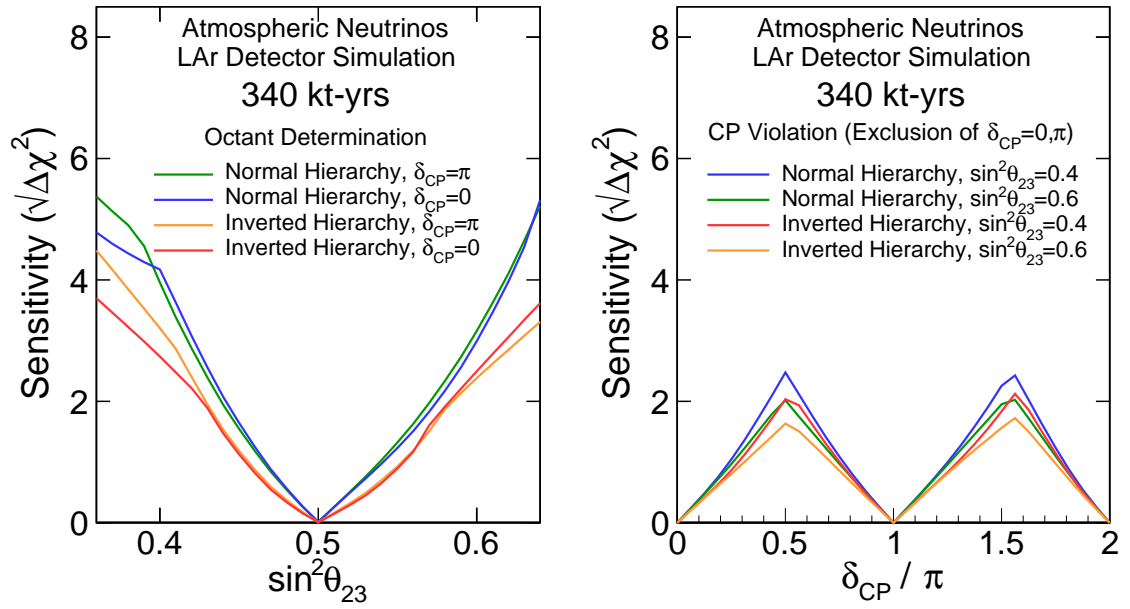 Atmospheric Neutrinos
LAr Detector Simulation
340 kt-yrs
Octant Determination
Normal Hierarchy, δCP=π
Normal Hierarchy, δCP=0
Inverted Hierarchy, δCP=π
Inverted Hierarchy, δCP=0
Sensitivity (√Δχ²)
8
6
4
2
0
0.4 0.5 0.6
sin²θ₂₃
Atmospheric Neutrinos
LAr Detector Simulation
340 kt-yrs
CP Violation (Exclusion of δCP=0,π)
Normal Hierarchy, sin²θ₂₃=0.4
Normal Hierarchy, sin²θ₂₃=0.6
Inverted Hierarchy, sin²θ₂₃=0.4
Inverted Hierarchy, sin²θ₂₃=0.6
Sensitivity (√Δχ²)
8
6
4
2
0
0 0.5 1 1.5 2
δCP / π